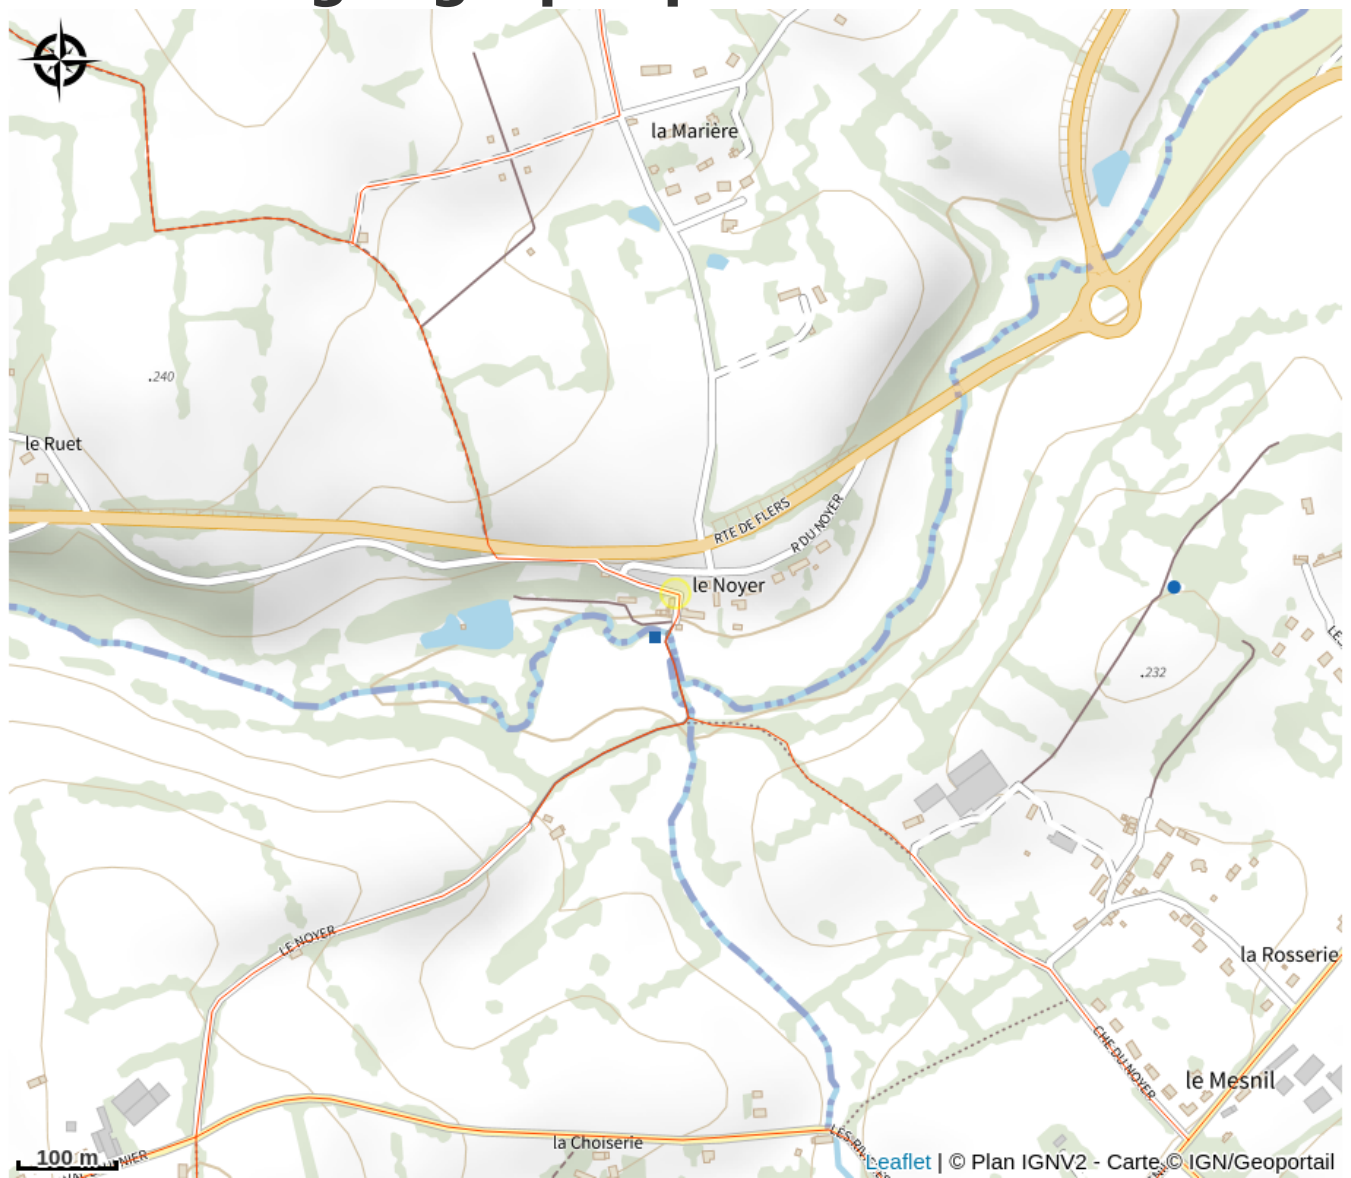 la Marière
.240
le Ruet
RTE DE FLERS
R DU NOYER
le Noyer
.232
LE NOYER
la Rosserie
CHE DU NOYER
le Mesnil
la Choiserie
100 m
Leaflet | © Plan IGNV2 - Carte © IGN/Geoportail